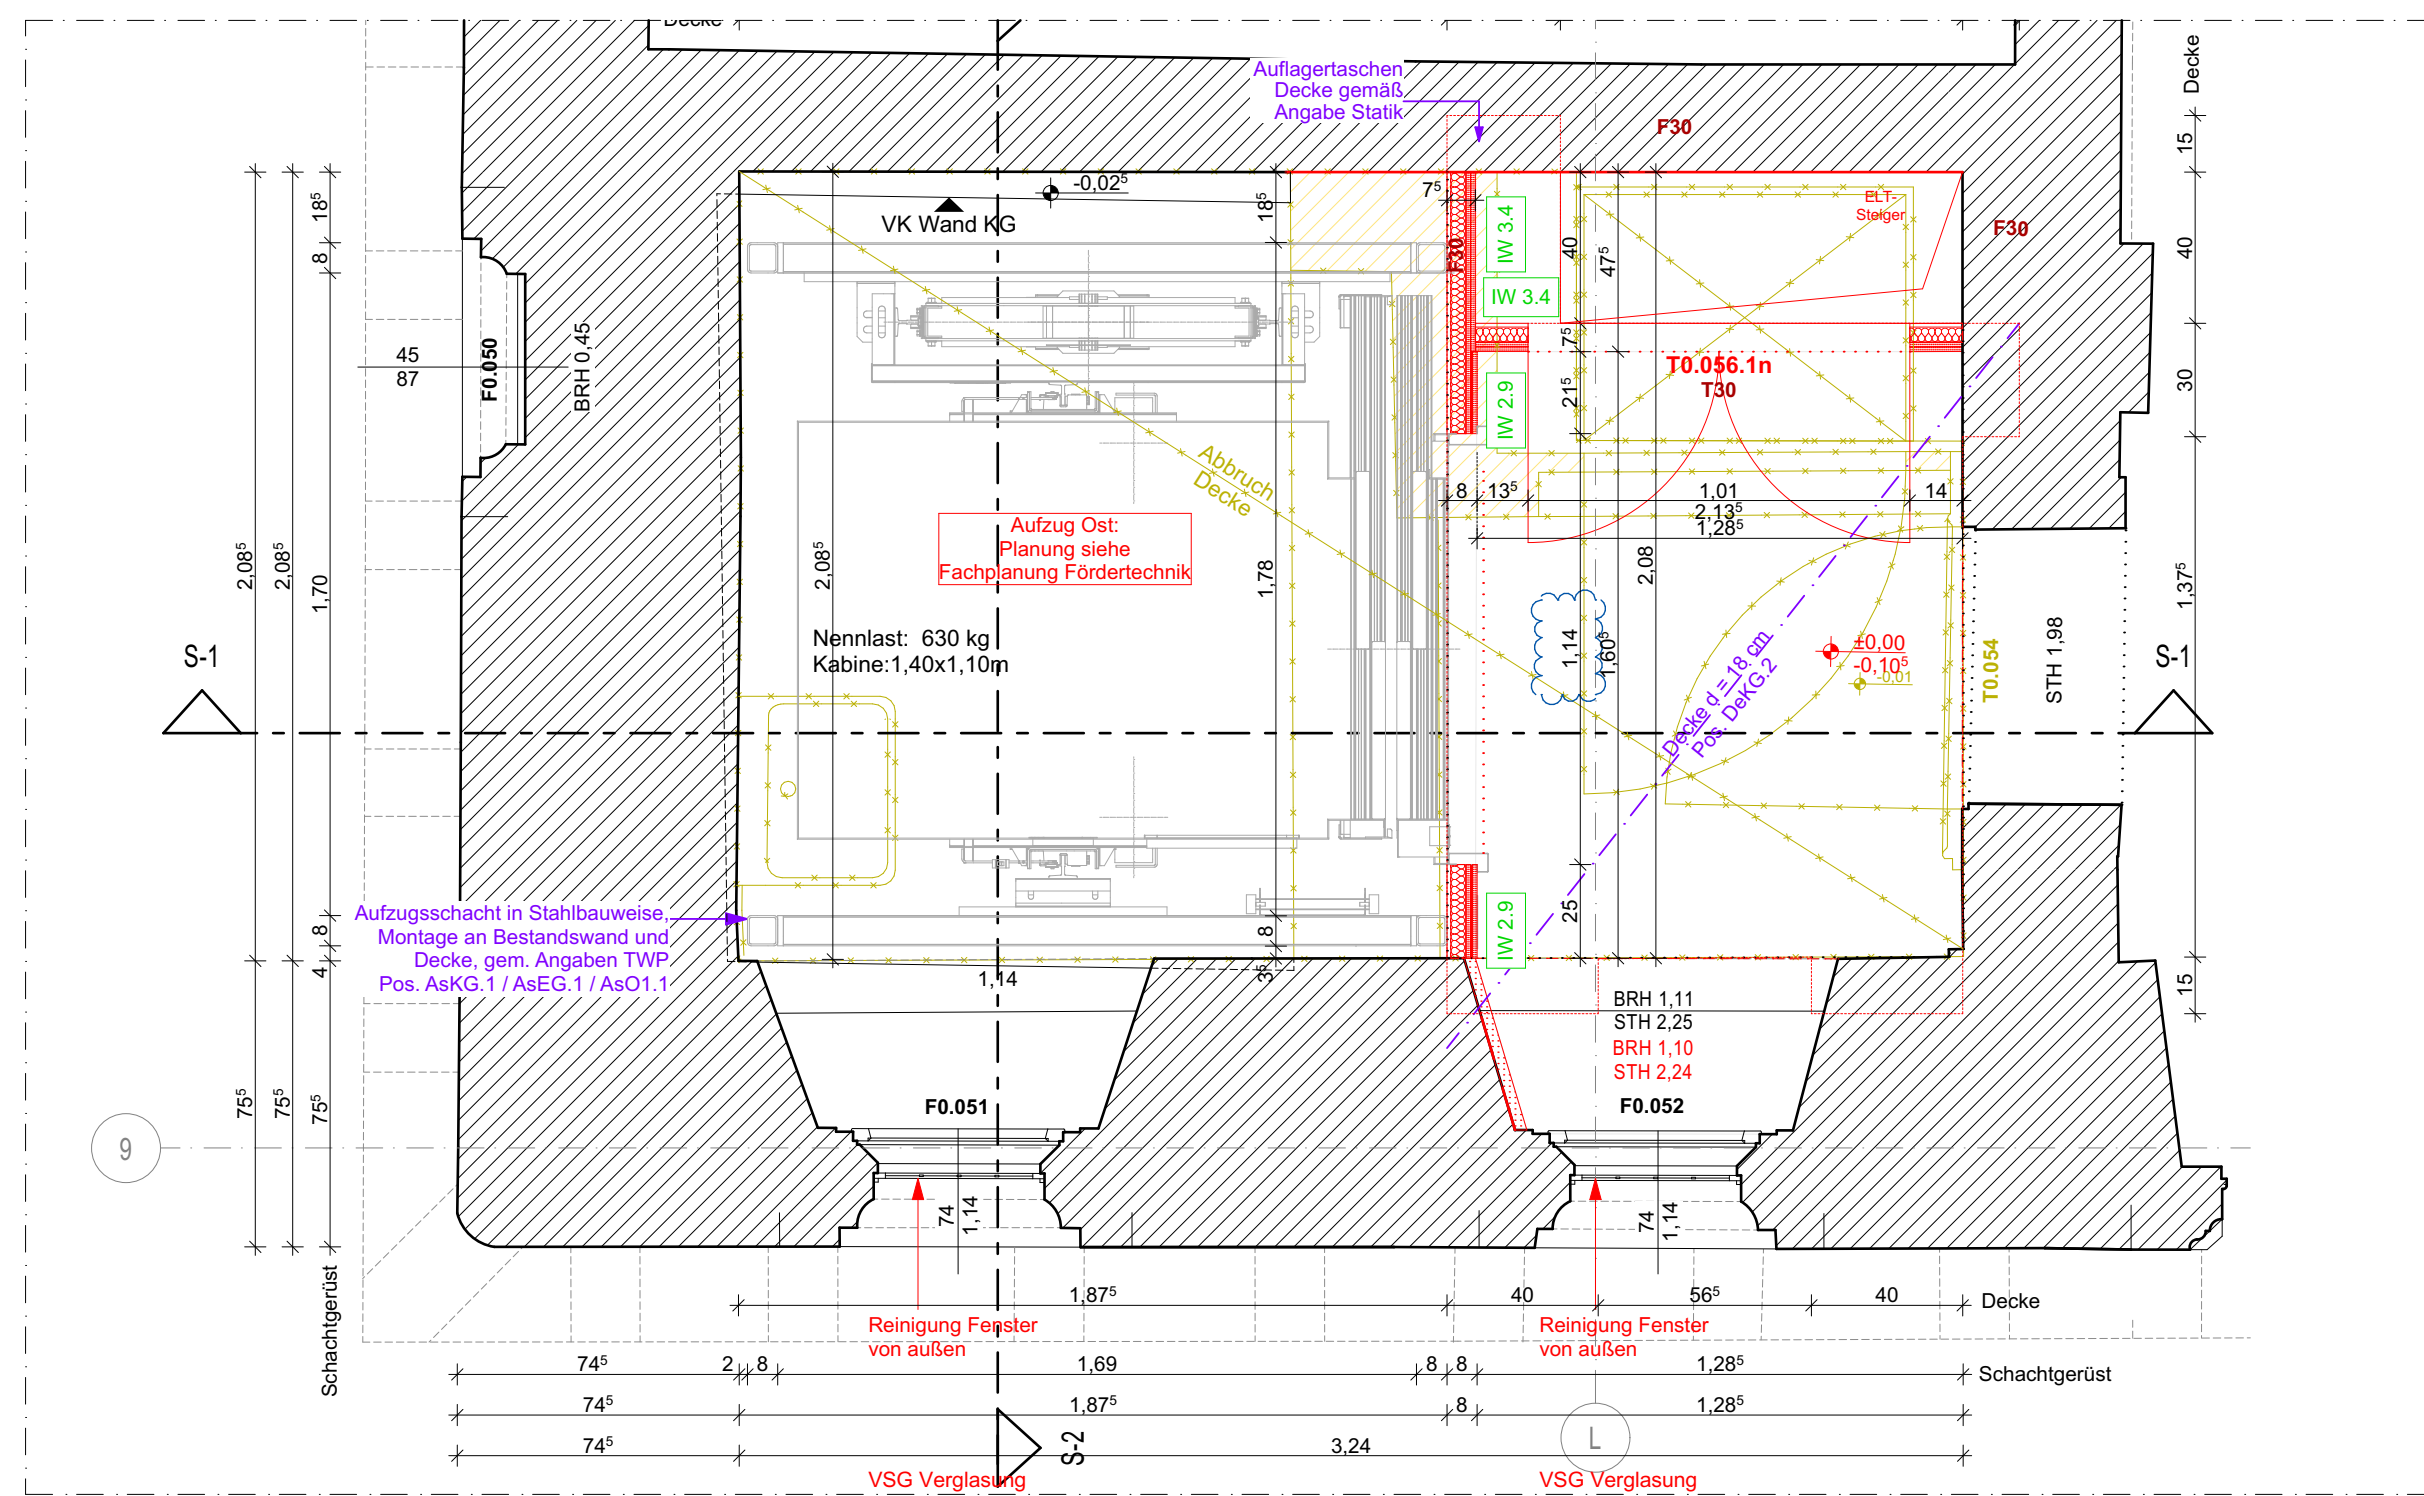 Decke
Auflagertaschen
Decke gemäß
Angabe Statik
F30
Decke
15
-0,02⁵
VK Wand KG
7⁵
18⁵
18⁵
8
IW 3.4
F30
IW 3.4
40
47⁵
ELT-
Steiger
F30
40
45
87
F0.050
BRH 0,45
7⁵
T0.056.1n
T30
21⁵
IW 2.9
30
Abbruch
Decke
8
13⁵
1,01
14
2,13⁵
1,28⁵
Aufzug Ost:
Planung siehe
Fachplanung Fördertechnik
2,08⁵
2,08⁵
1,70
2,08⁵
1,78
2,08
1,37⁵
Nennlast: 630 kg
Kabine:1,40x1,10m
1,14
1,60⁵
±0,00
-0,10⁵
-0,01
Decke d = 18 cm
Pos. DeKG.2
T0.054
STH 1,98
S-1
S-1
Aufzugsschacht in Stahlbauweise,
Montage an Bestandswand und
Decke, gem. Angaben TWP
Pos. AsKG.1 / AsEG.1 / AsO1.1
8
4
8
3⁵
25
IW 2.9
15
1,14
BRH 1,11
STH 2,25
BRH 1,10
STH 2,24
75⁵
75⁵
75⁵
F0.051
F0.052
9
74
1,14
74
1,14
Schachtgerüst
1,87⁵
40
56⁵
40
Decke
Reinigung Fenster
von außen
Reinigung Fenster
von außen
74⁵
2
8
1,69
8
8
1,28⁵
Schachtgerüst
74⁵
1,87⁵
8
1,28⁵
74⁵
S-2
3,24
L
VSG Verglasung
VSG Verglasung